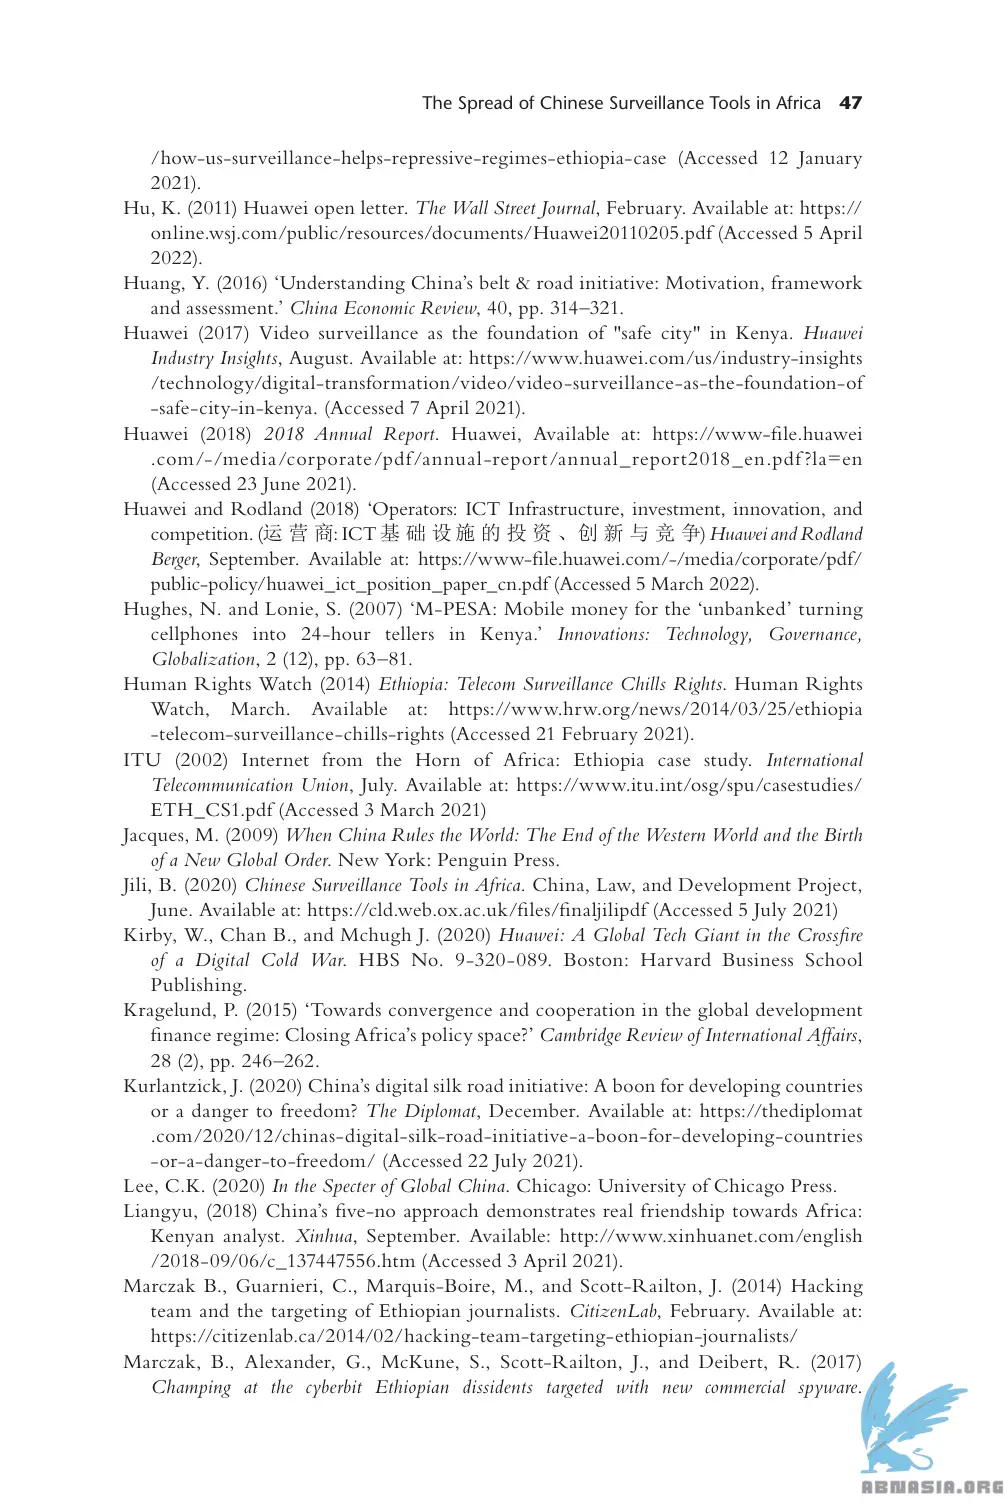 The Spread of Chinese Surveillance Tools in Africa 47
/how-us-surveillance-helps-repressive-regimes-ethiopia-case (Accessed 12 January
2021).
Hu, K. (2011) Huawei open letter. The Wall Street Journal, February. Available at: https://
online.wsj.com/public/resources/documents/Huawei20110205.pdf (Accessed 5 April
2022).
Huang, Y. (2016) ‘Understanding China’s belt & road initiative: Motivation, framework
and assessment.’ China Economic Review, 40, pp. 314–321.
Huawei (2017) Video surveillance as the foundation of "safe city" in Kenya. Huawei
Industry Insights, August. Available at: https://www.huawei.com/us/industry-insights
/technology/digital-transformation/video/video-surveillance-as-the-foundation-of
-safe-city-in-kenya. (Accessed 7 April 2021).
Huawei (2018) 2018 Annual Report. Huawei, Available at: https://www-file.huawei
.com/-/media/corporate/pdf/annual-report/annual_report2018_en.pdf?la=en
(Accessed 23 June 2021).
Huawei and Rodland (2018) ‘Operators: ICT Infrastructure, investment, innovation, and
competition. (运 营 商: ICT 基 础 设 施 的 投 资 、创 新 与 竞 争) Huawei and Rodland
Berger, September. Available at: https://www-file.huawei.com/-/media/corporate/pdf/
public-policy/huawei_ict_position_paper_cn.pdf (Accessed 5 March 2022).
Hughes, N. and Lonie, S. (2007) ‘M-PESA: Mobile money for the ‘unbanked’ turning
cellphones into 24-hour tellers in Kenya.’ Innovations: Technology, Governance,
Globalization, 2 (12), pp. 63–81.
Human Rights Watch (2014) Ethiopia: Telecom Surveillance Chills Rights. Human Rights
Watch, March. Available at: https://www.hrw.org/news/2014/03/25/ethiopia
-telecom-surveillance-chills-rights (Accessed 21 February 2021).
ITU (2002) Internet from the Horn of Africa: Ethiopia case study. International
Telecommunication Union, July. Available at: https://www.itu.int/osg/spu/casestudies/
ETH_CS1.pdf (Accessed 3 March 2021)
Jacques, M. (2009) When China Rules the World: The End of the Western World and the Birth
of a New Global Order. New York: Penguin Press.
Jili, B. (2020) Chinese Surveillance Tools in Africa. China, Law, and Development Project,
June. Available at: https://cld.web.ox.ac.uk/files/finaljilipdf (Accessed 5 July 2021)
Kirby, W., Chan B., and Mchugh J. (2020) Huawei: A Global Tech Giant in the Crossfire
of a Digital Cold War. HBS No. 9-320-089. Boston: Harvard Business School
Publishing.
Kragelund, P. (2015) ‘Towards convergence and cooperation in the global development
finance regime: Closing Africa’s policy space?’ Cambridge Review of International Affairs,
28 (2), pp. 246–262.
Kurlantzick, J. (2020) China’s digital silk road initiative: A boon for developing countries
or a danger to freedom? The Diplomat, December. Available at: https://thediplomat
.com/2020/12/chinas-digital-silk-road-initiative-a-boon-for-developing-countries
-or-a-danger-to-freedom/ (Accessed 22 July 2021).
Lee, C.K. (2020) In the Specter of Global China. Chicago: University of Chicago Press.
Liangyu, (2018) China’s five-no approach demonstrates real friendship towards Africa:
Kenyan analyst. Xinhua, September. Available: http://www.xinhuanet.com/english
/2018-09/06/c_137447556.htm (Accessed 3 April 2021).
Marczak B., Guarnieri, C., Marquis-Boire, M., and Scott-Railton, J. (2014) Hacking
team and the targeting of Ethiopian journalists. CitizenLab, February. Available at:
https://citizenlab.ca/2014/02/hacking-team-targeting-ethiopian-journalists/
Marczak, B., Alexander, G., McKune, S., Scott-Railton, J., and Deibert, R. (2017)
Champing at the cyberbit Ethiopian dissidents targeted with new commercial spyware.
ABNASIA.ORG